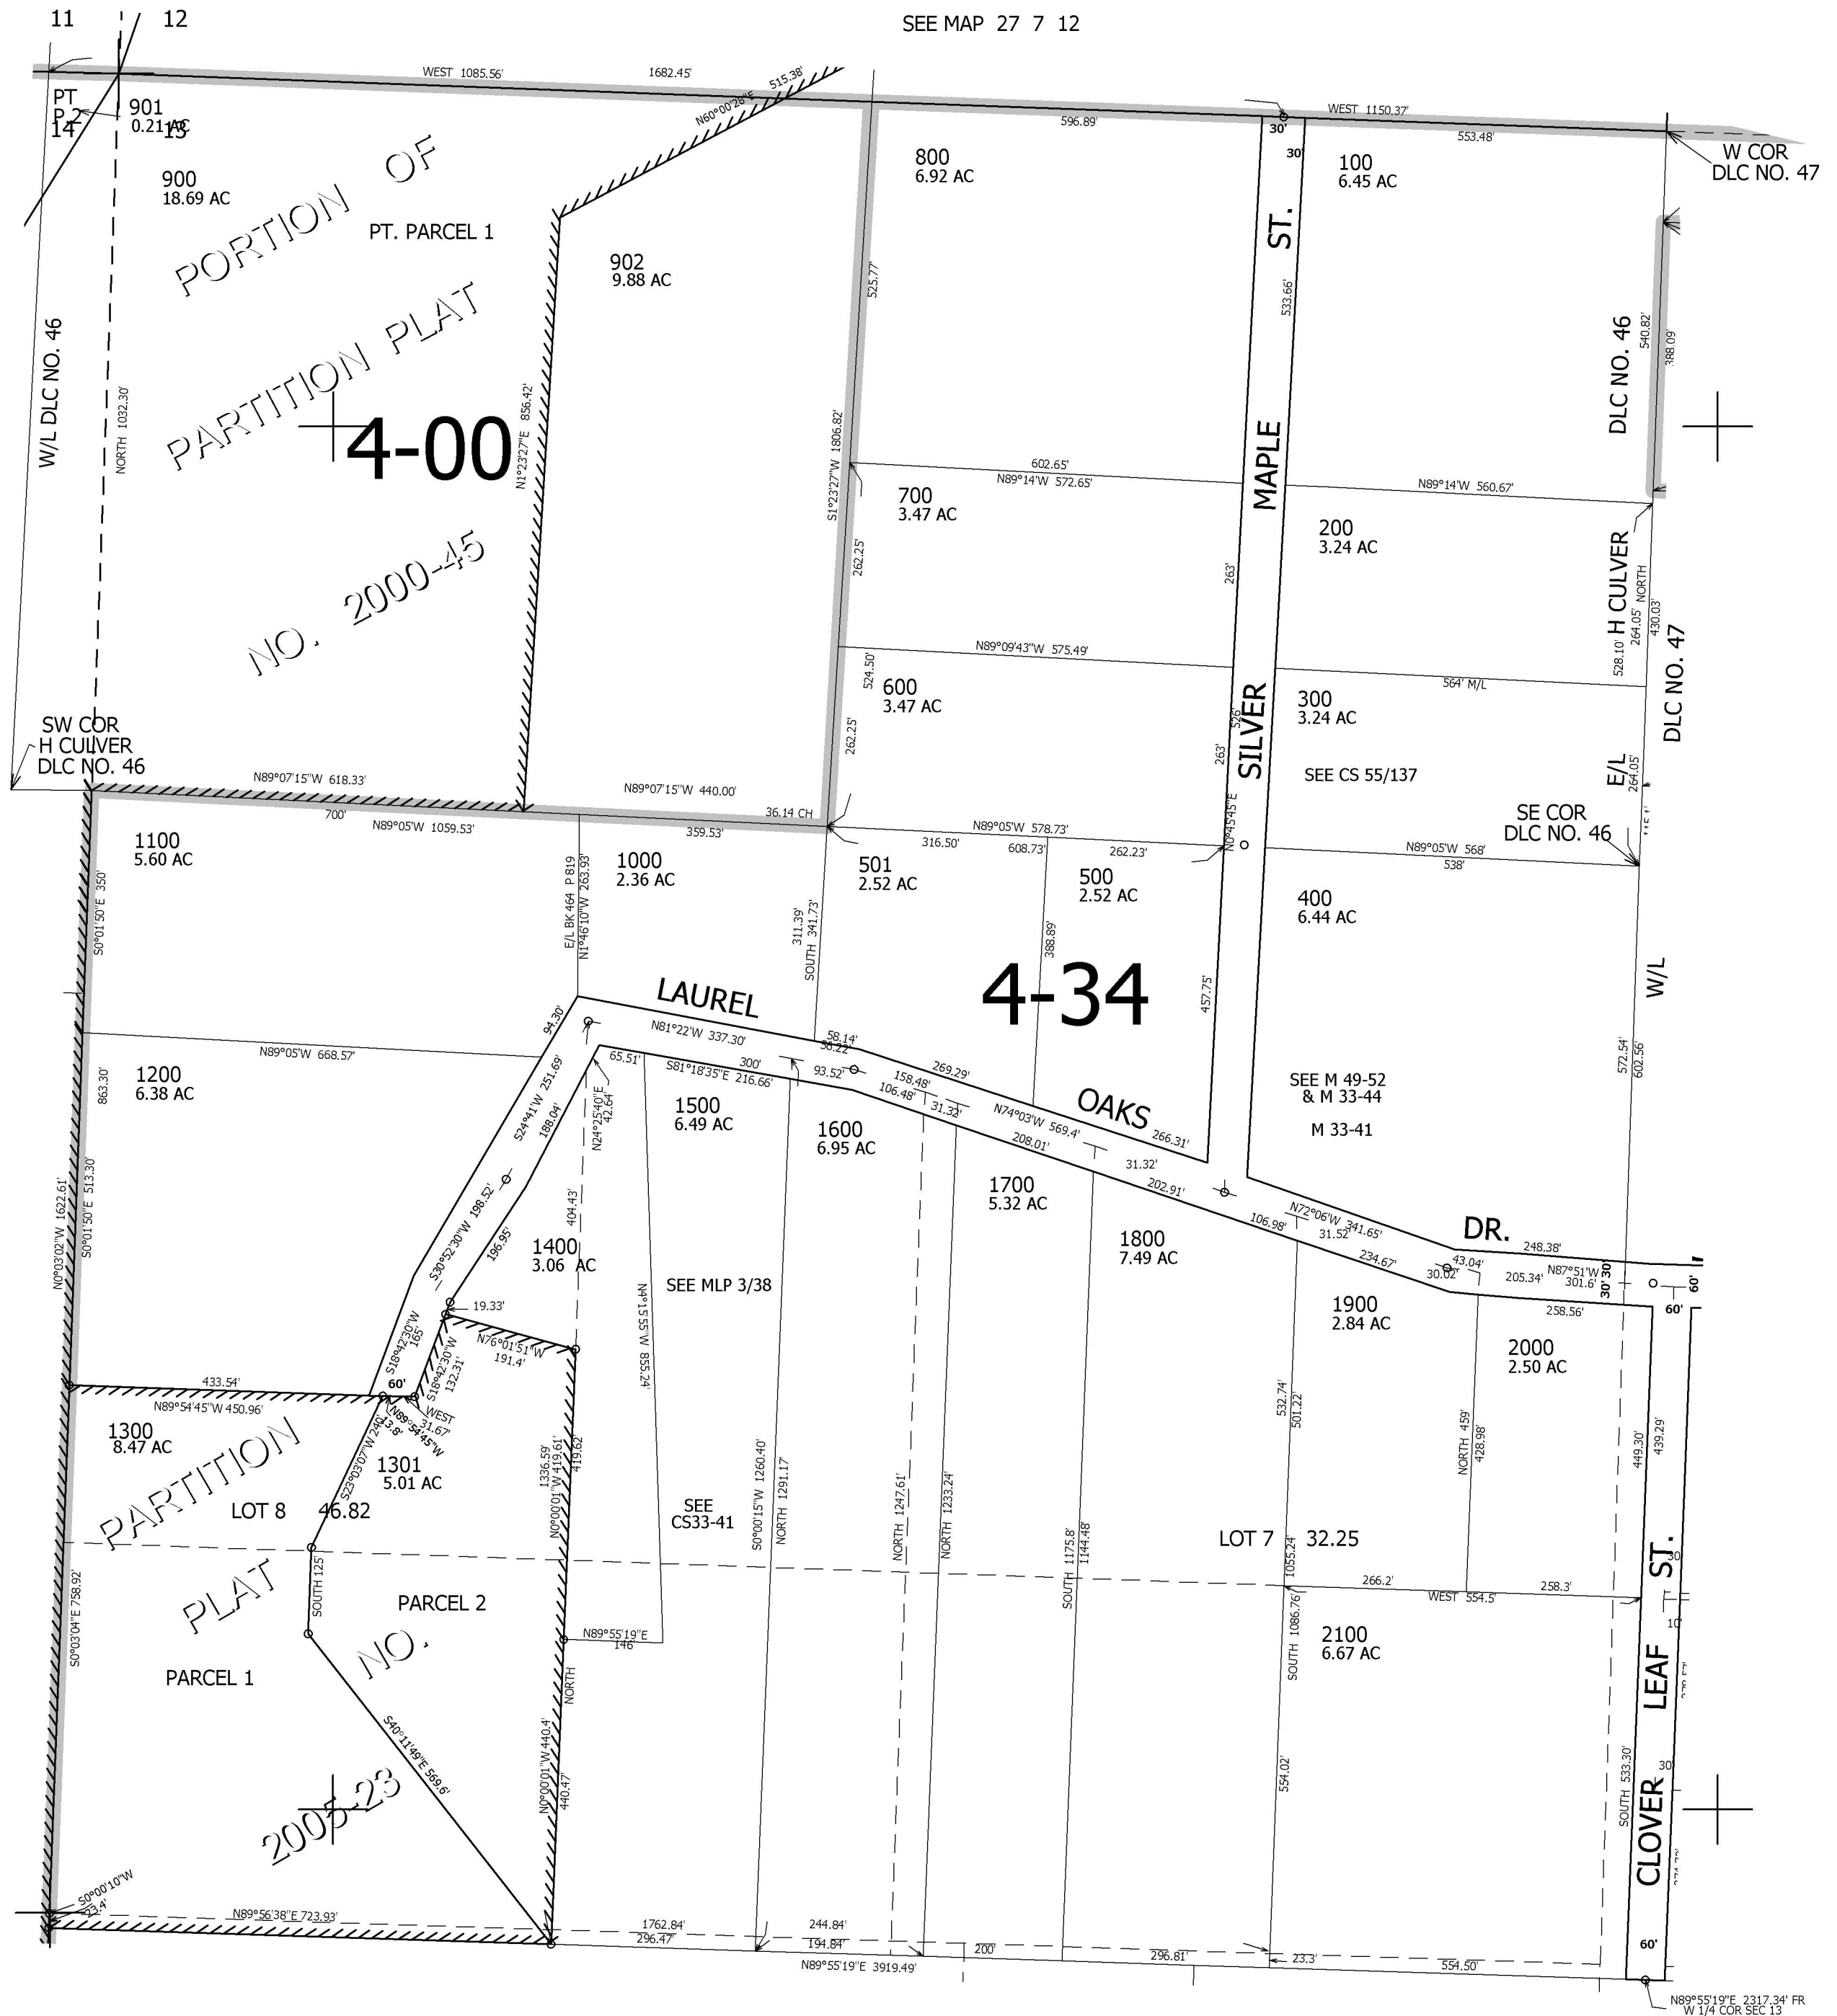 11
12
SEE MAP 27 7 12
WEST 1085.56'
1682.45'
515.38'
N60°00'28"E
596.89'
30'
30'
WEST 1150.37'
553.48'
W COR
DLC NO. 47
PT
P.2
14
13
901
0.21 AC
900
18.69 AC
PORTION OF
PT. PARCEL 1
PARTITION PLAT
4-00
NO. 2000-45
902
9.88 AC
800
6.92 AC
100
6.45 AC
W/L DLC NO. 46
NORTH 1032.30'
N1°23'27"E 856.42'
525.77'
S1°23'27"W 1806.82'
533.66'
SILVER MAPLE ST.
DLC NO. 46
540.82'
388.09'
602.65'
N89°14'W 572.65'
N89°14'W 560.67'
700
3.47 AC
262.25'
263'
200
3.24 AC
H CULVER
528.10'
264.05' NORTH
430.03'
DLC NO. 47
N89°09'43"W 575.49'
564' M/L
524.50'
600
3.47 AC
262.25'
526'
263'
300
3.24 AC
SEE CS 55/137
E/L
264.05'
SW COR
H CULVER
DLC NO. 46
N89°07'15"W 618.33'
N89°07'15"W 440.00'
36.14 CH
700'
N89°05'W 1059.53'
359.53'
N89°05'W 578.73'
316.50'
608.73'
262.23'
N0°45'45"E
SE COR
DLC NO. 46
N89°05'W 568'
538'
1100
5.60 AC
S0°01'50"E 350'
E/L BK 464 P 819
N1°46'10"W 263.93'
1000
2.36 AC
501
2.52 AC
311.39'
SOUTH 341.73'
500
2.52 AC
388.89'
4-34
457.75'
400
6.44 AC
W/L
572.54'
602.56'
LAUREL OAKS DR.
94.30'
N81°22'W 337.30'
58.14'
58.22'
65.51'
300'
S81°18'35"E 216.66'
93.52'
269.29'
158.48'
106.48'
31.32'
N74°03'W 569.4'
208.01'
266.31'
31.32'
202.91'
SEE M 49-52
& M 33-44
M 33-41
N89°05'W 668.57'
863.30'
1200
6.38 AC
S24°41'W 251.69'
188.04'
N24°25'40"E
42.64'
1500
6.49 AC
1600
6.95 AC
1700
5.32 AC
1800
7.49 AC
106.98'
N72°06'W 341.65'
31.52'
234.67'
248.38'
43.04'
30.02'
205.34'
N87°51'W
301.6'
30' 30'
60'
60'
258.56'
N0°03'02"W 1622.61'
S0°01'50"E 513.30'
S30°52'30"W 198.52'
196.95'
404.43'
1400
3.06 AC
19.33'
N76°01'51"W
191.4'
N4°15'55"W 855.24'
SEE MLP 3/38
1900
2.84 AC
2000
2.50 AC
S18°42'30"W
165'
S18°42'30"W
132.31'
60'
433.54'
N89°54'45"W 450.96'
WEST
31.67'
N89°54'45"W
13.8'
1300
8.47 AC
1301
5.01 AC
S23°03'07"W 240'
LOT 8 46.82
PARTITION
1336.59'
N0°00'01"W 419.61'
419.62'
SEE
CS33-41
S0°00'15"W 1260.40'
NORTH 1291.17'
NORTH 1247.61'
NORTH 1233.24'
532.74'
501.22'
NORTH 459'
428.98'
449.30'
439.29'
LOT 7 32.25
SOUTH 1175.8'
1144.48'
1055.24'
266.2'
258.3'
WEST 554.5'
30'
10'
SOUTH 125'
PLAT
PARCEL 2
N89°55'19"E
146'
S0°03'04"E 758.92'
NO.
PARCEL 1
NORTH
SOUTH 1086.76'
2100
6.67 AC
CLOVER LEAF ST.
S40°11'49"E 569.6'
2005-23
N0°00'01"W 440.4'
440.47'
554.02'
SOUTH 533.30'
30'
S0°00'10"W
23.4'
N89°56'38"E 723.93'
1762.84'
296.47'
244.84'
194.84'
200'
296.81'
23.3'
554.50'
60'
N89°55'19"E 3919.49'
N89°55'19"E 2317.34' FR
W 1/4 COR SEC 13